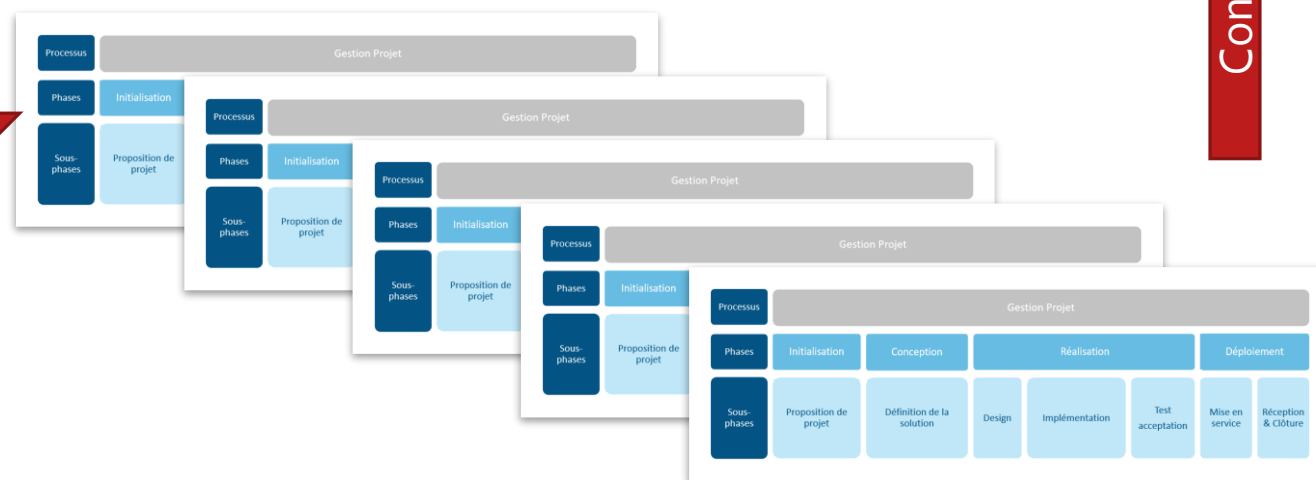 Con
Processus
Gestion Projet
Phases
Initialisation
Sous-
phases
Proposition de
projet
Processus
Gestion Projet
Phases
Initialisation
Sous-
phases
Proposition de
projet
Processus
Gestion Projet
Phases
Initialisation
Sous-
phases
Proposition de
projet
Processus
Gestion Projet
Phases
Initialisation
Sous-
phases
Proposition de
projet
Processus
Gestion Projet
Phases
Initialisation
Conception
Réalisation
Déploiement
Sous-
phases
Proposition de
projet
Définition de la
solution
Design
Implémentation
Test
acceptation
Mise en
service
Réception
& Clôture